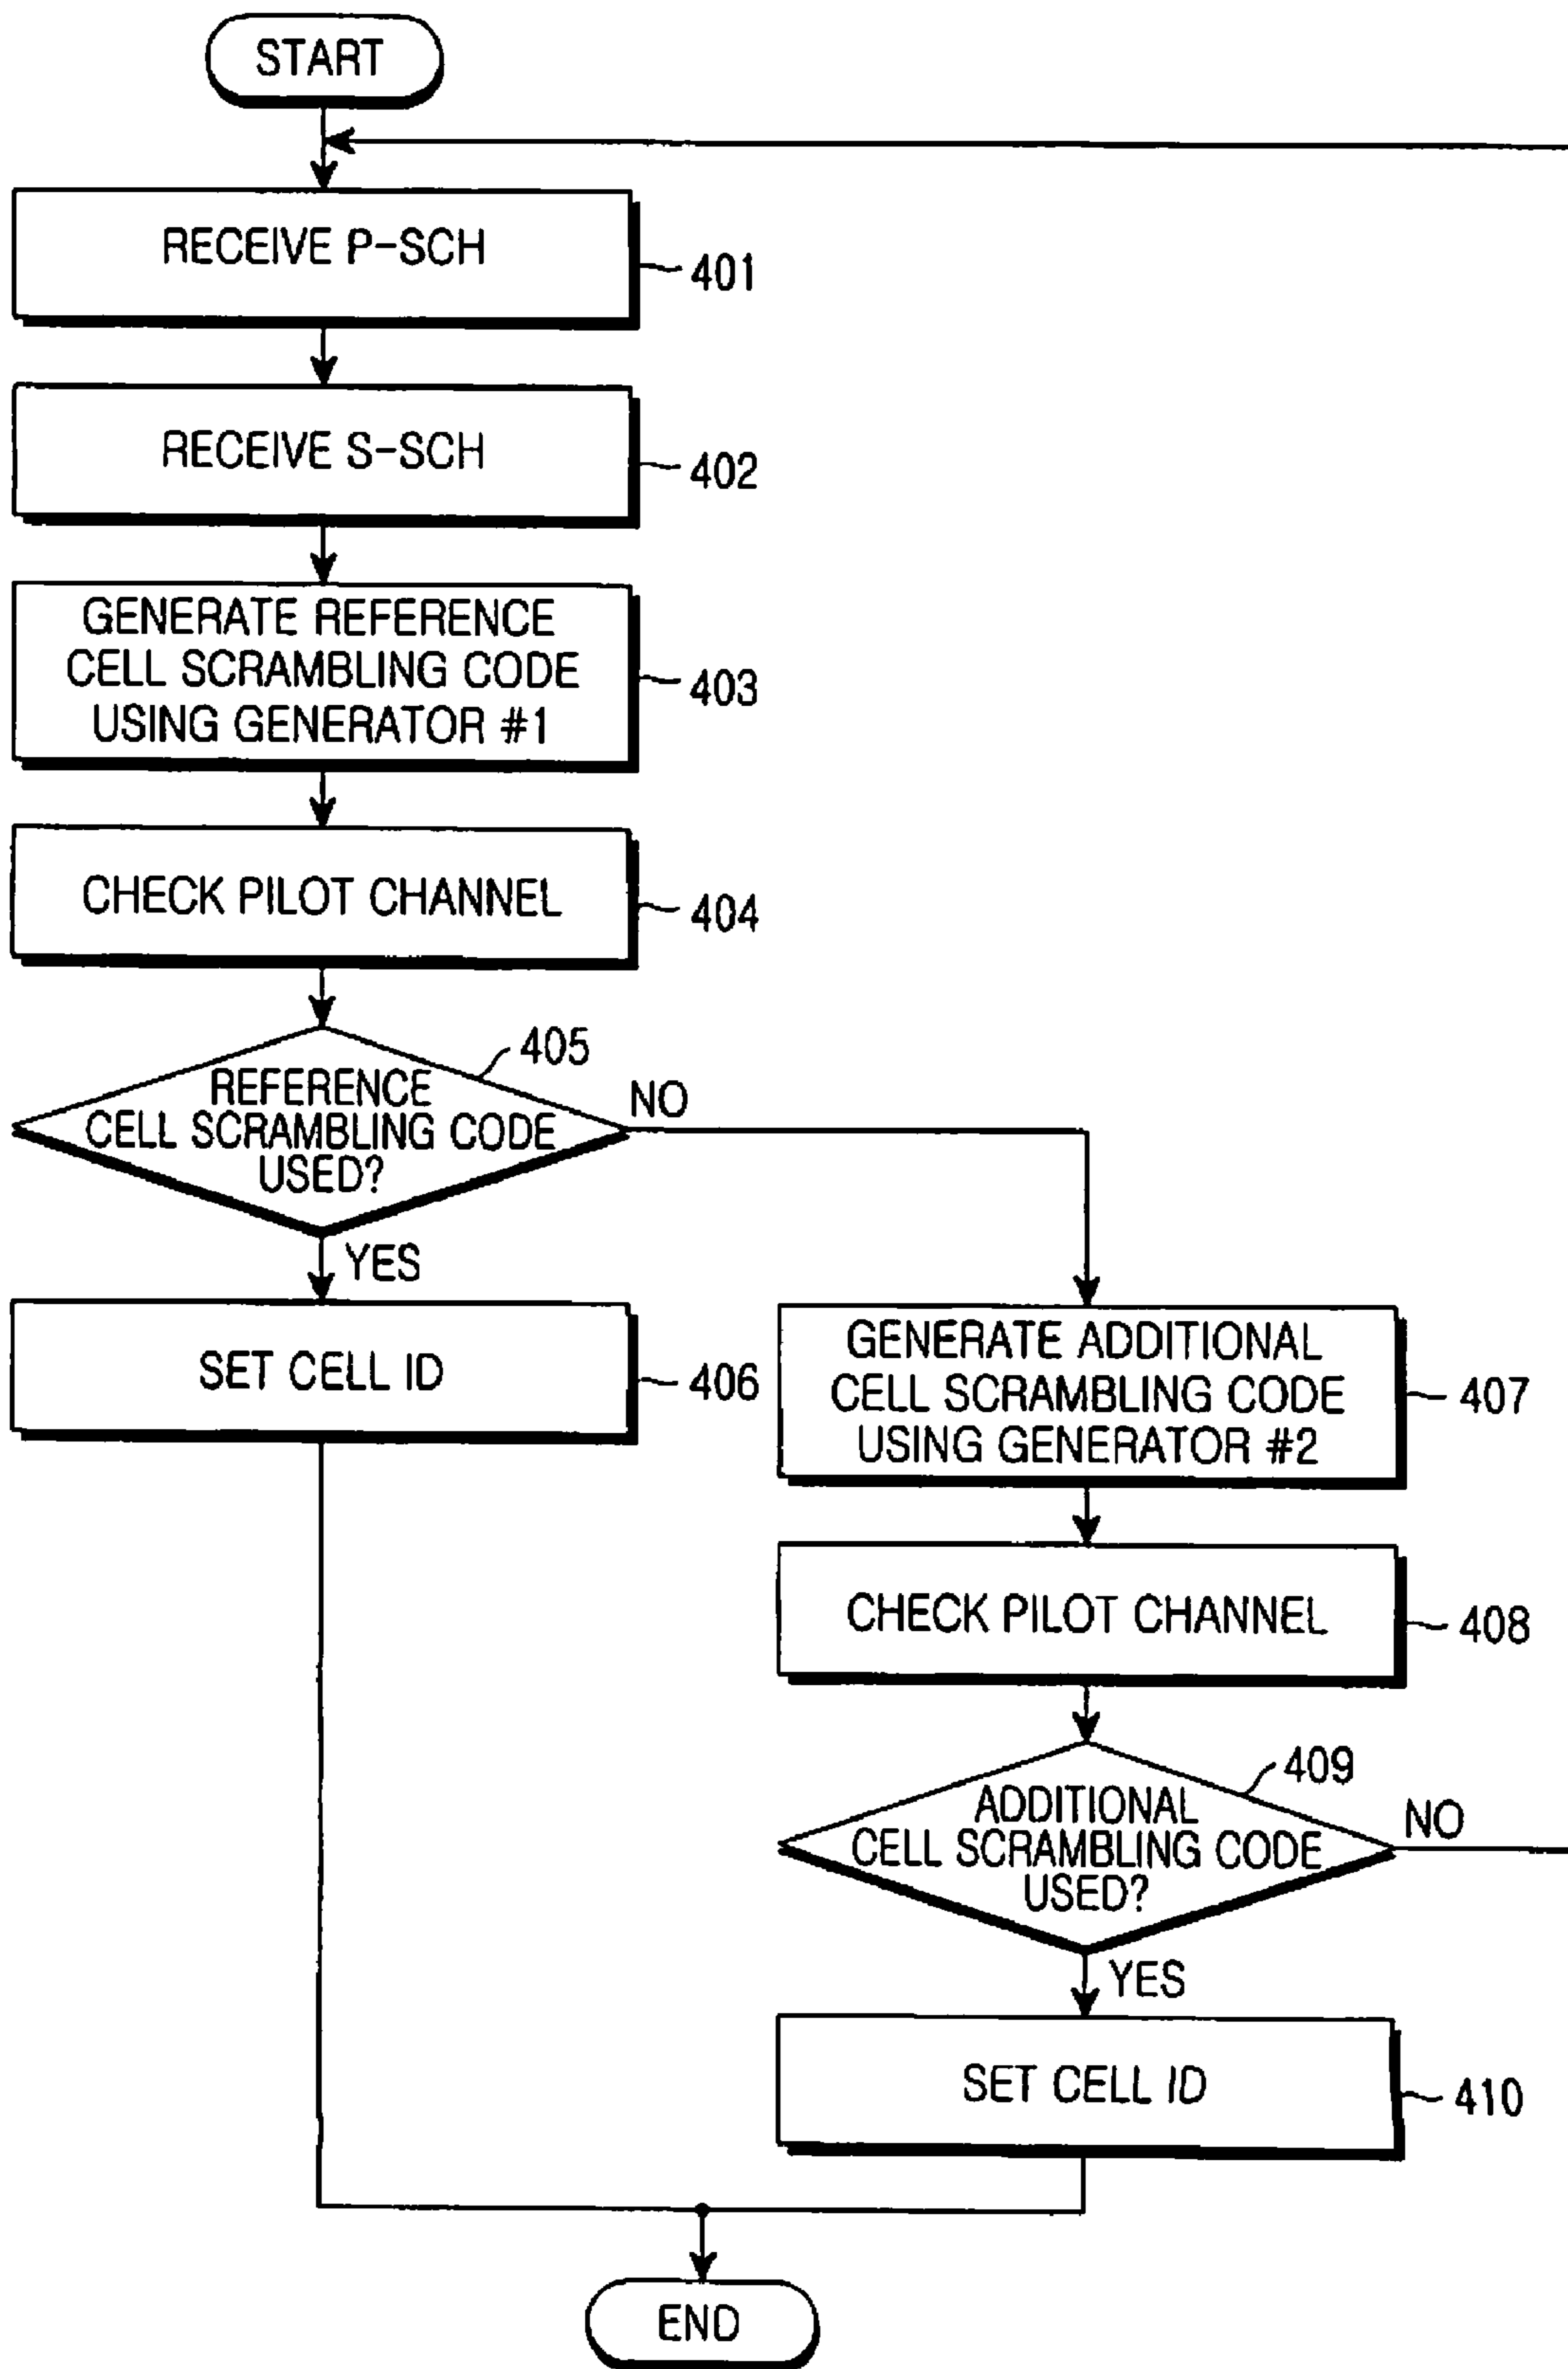 START
RECEIVE P-SCH
401
RECEIVE S-SCH
402
GENERATE REFERENCE
CELL SCRAMBLING CODE
USING GENERATOR #1
403
CHECK PILOT CHANNEL
404
405
REFERENCE
CELL SCRAMBLING CODE
USED?
NO
YES
SET CELL ID
406
GENERATE ADDITIONAL
CELL SCRAMBLING CODE
USING GENERATOR #2
407
CHECK PILOT CHANNEL
408
409
ADDITIONAL
CELL SCRAMBLING CODE
USED?
NO
YES
SET CELL ID
410
END